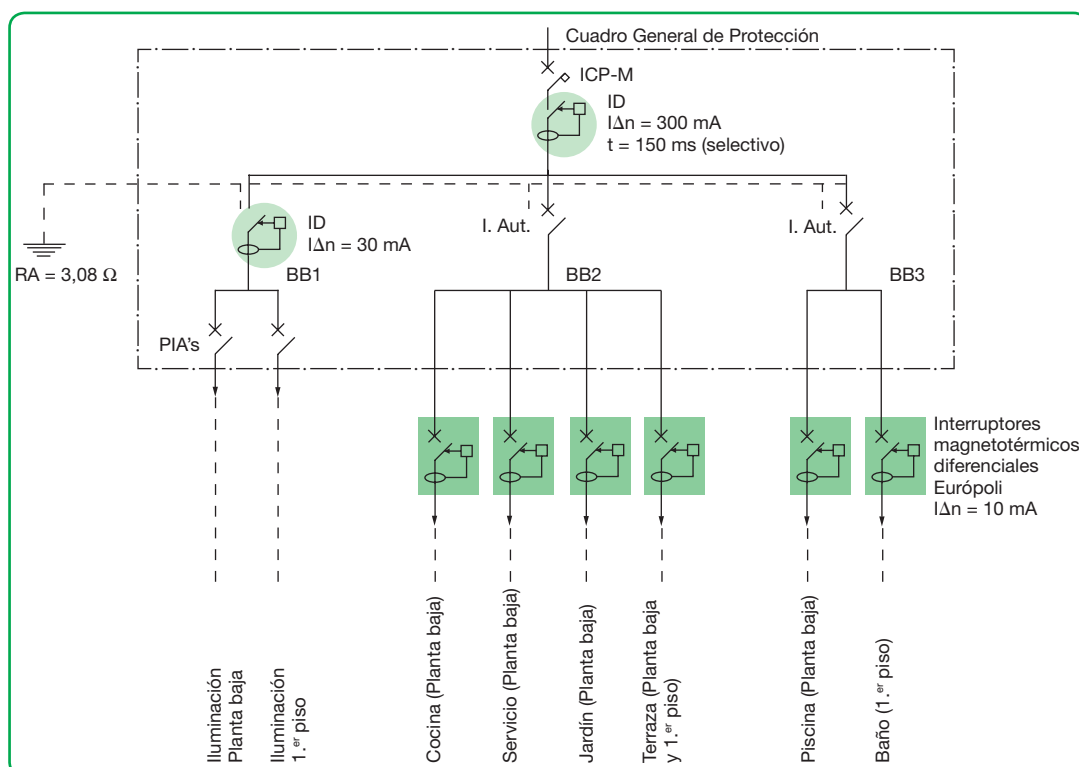 Cuadro General de Protección
ICP-M
ID
I∆n = 300 mA
t = 150 ms (selectivo)
RA = 3,08 Ω
ID
I∆n = 30 mA
I. Aut.
I. Aut.
BB1
BB2
BB3
PIA's
Interruptores
magnetotérmicos
diferenciales
Európoli
I∆n = 10 mA
Iluminación
Planta baja
Iluminación
1.er piso
Cocina (Planta baja)
Servicio (Planta baja)
Jardín (Planta baja)
Terraza (Planta baja
y 1.er piso)
Piscina (Planta baja)
Baño (1.er piso)